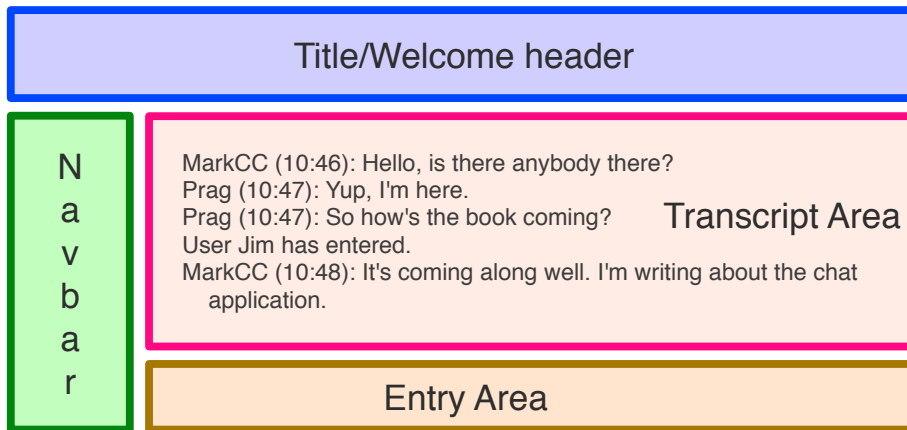 Title/Welcome header
Navbar
MarkCC (10:46): Hello, is there anybody there?
Prag (10:47): Yup, I'm here.
Prag (10:47): So how's the book coming?
Transcript Area
User Jim has entered.
MarkCC (10:48): It's coming along well. I'm writing about the chat
application.
Entry Area